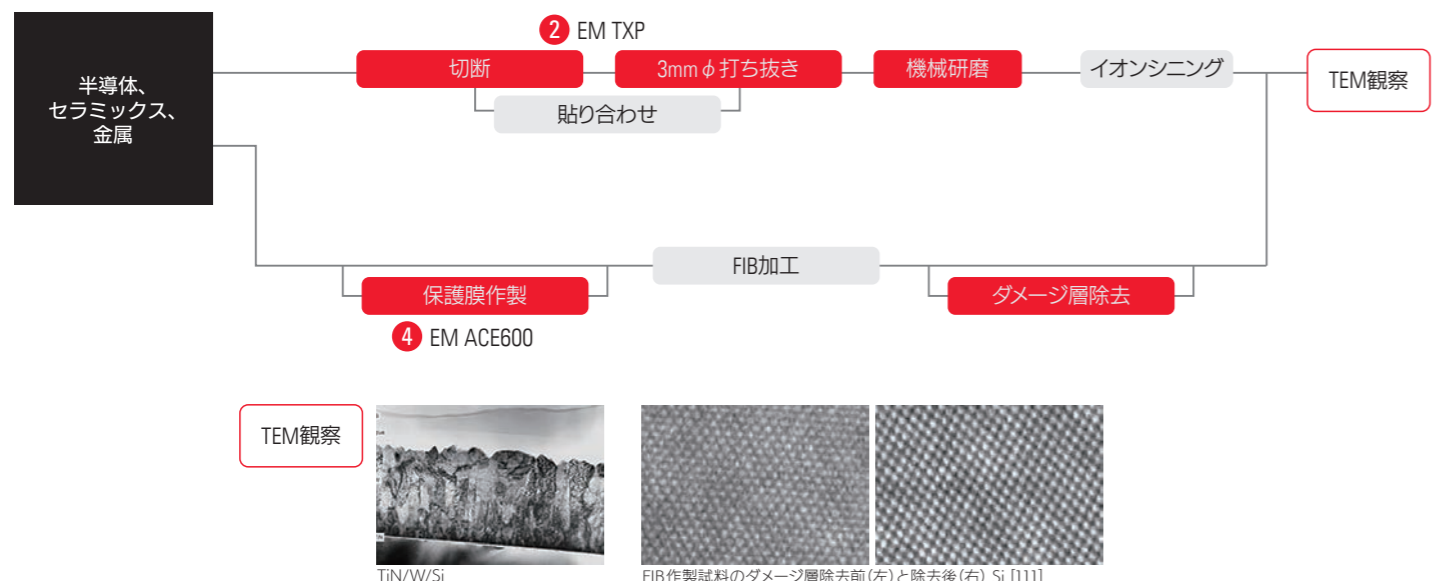 半導体、
セラミックス、
金属
2 EM TXP
切断
3mmφ打ち抜き
機械研磨
イオンシニング
TEM観察
貼り合わせ
FIB加工
保護膜作製
ダメージ層除去
4 EM ACE600
TEM観察
TiN/W/Si
FIB作製試料のダメージ層除去前(左)と除去後(右) Si [111]